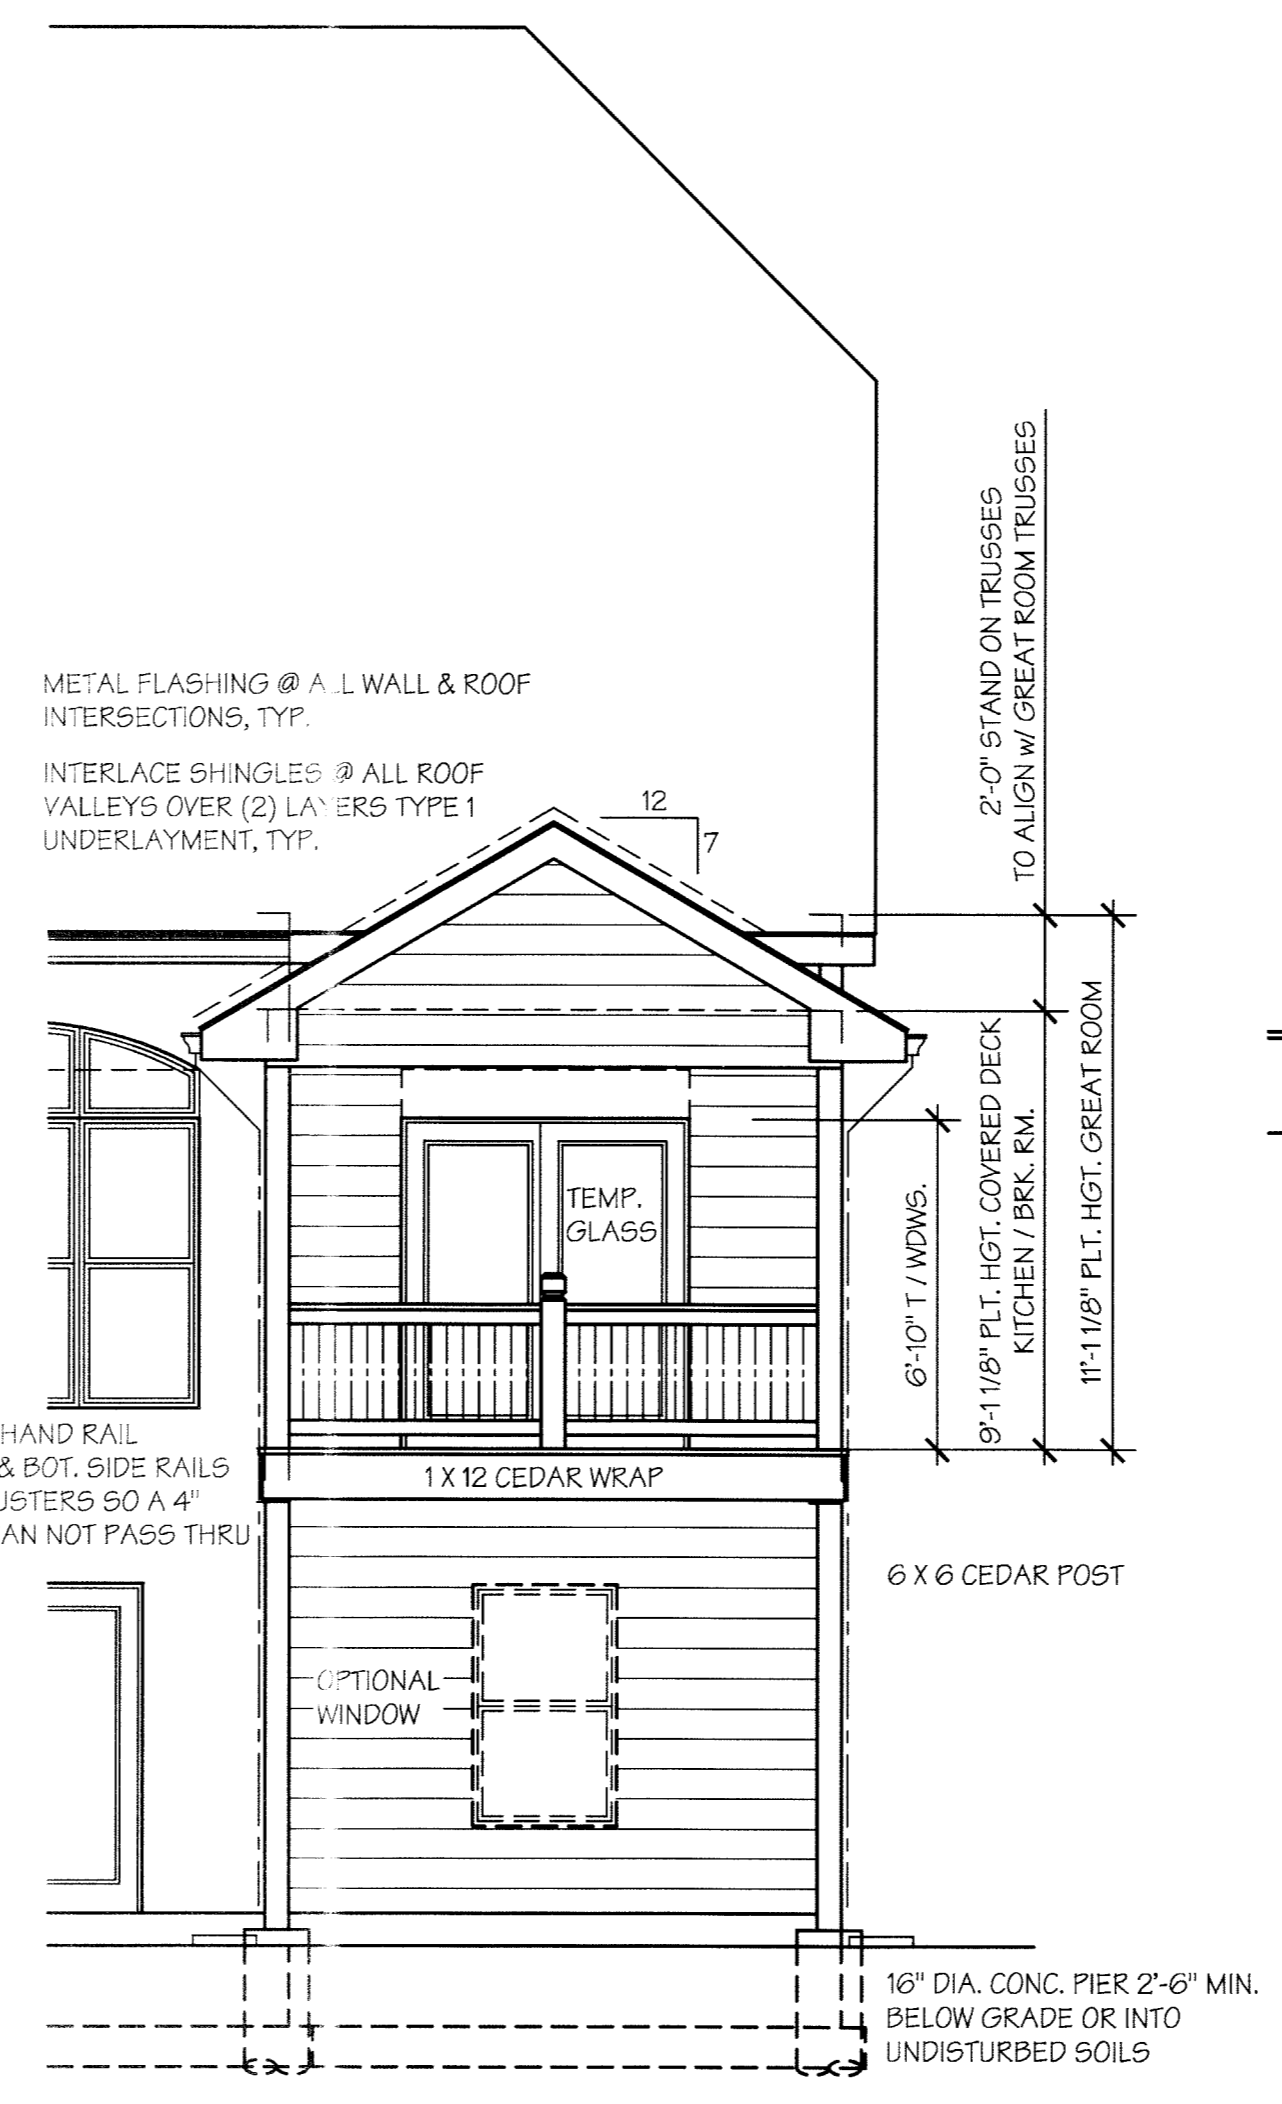 2'-0" STAND ON TRUSSES
TO ALIGN w/ GREAT ROOM TRUSSES
METAL FLASHING @ ALL WALL & ROOF
INTERSECTIONS, TYP.
INTERLACE SHINGLES @ ALL ROOF
VALLEYS OVER (2) LAYERS TYPE 1
UNDERLAYMENT, TYP.
12
7
TEMP.
GLASS
6'-10" T / WDWS.
9'-1 1/8" PLT. HGT. COVERED DECK
KITCHEN / BRK. RM.
11'-1 1/8" PLT. HGT. GREAT ROOM
HAND RAIL
& BOT. SIDE RAILS
USTERS SO A 4"
AN NOT PASS THRU
1 X 12 CEDAR WRAP
6 X 6 CEDAR POST
OPTIONAL
WINDOW
16" DIA. CONC. PIER 2'-6" MIN.
BELOW GRADE OR INTO
UNDISTURBED SOILS